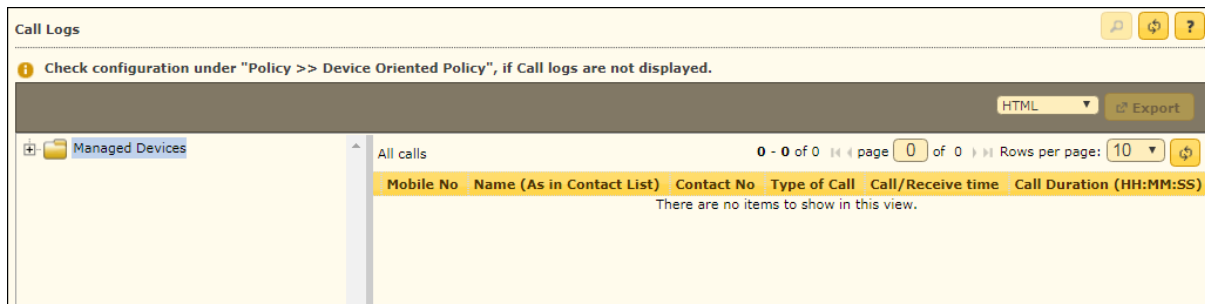 Call Logs
?
Check configuration under "Policy >> Device Oriented Policy", if Call logs are not displayed.
HTML Export
Managed Devices
All calls 0 - 0 of 0 page 0 of 0 Rows per page: 10
Mobile No Name (As in Contact List) Contact No Type of Call Call/Receive time Call Duration (HH:MM:SS)
There are no items to show in this view.